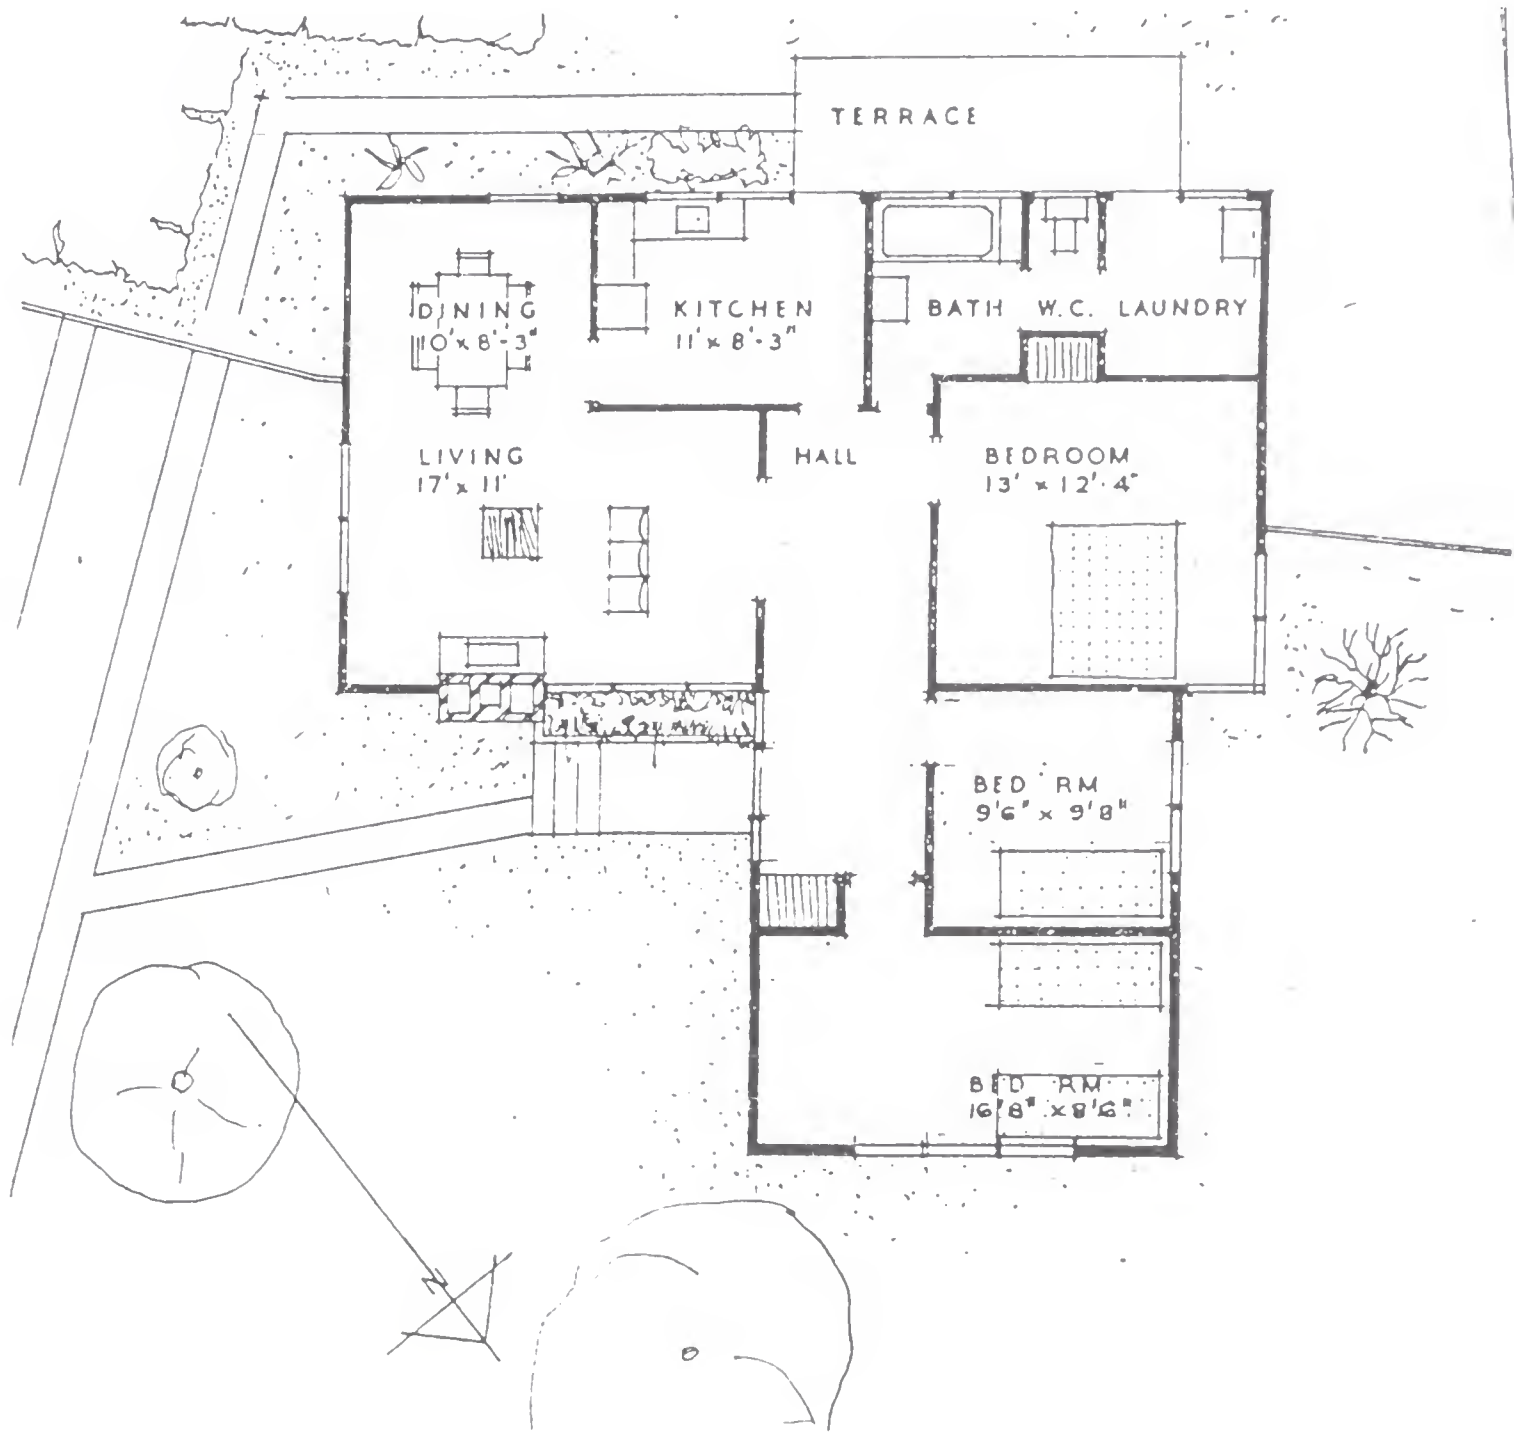 TERRACE
DINING
10' x 8'-3"
KITCHEN
11' x 8'-3"
BATH W.C. LAUNDRY
LIVING
17' x 11'
HALL
BEDROOM
13' x 12'-4"
BED RM
9'6" x 9'8"
BED RM
16'8" x 8'6"
N